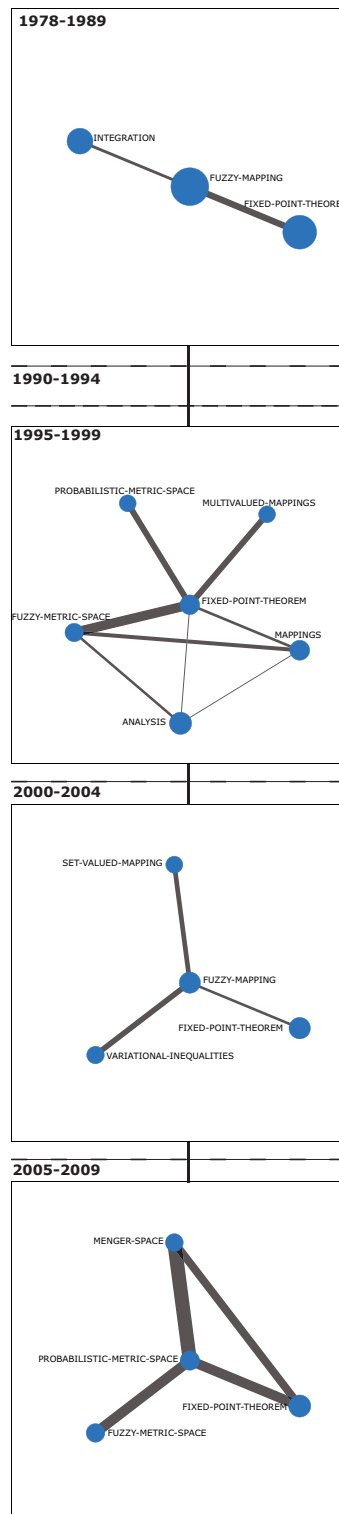 1978-1989
INTEGRATION
FUZZY-MAPPING
FIXED-POINT-THEORE
1990-1994
1995-1999
PROBABILISTIC-METRIC-SPACE
MULTIVALUED-MAPPINGS
FIXED-POINT-THEOREM
FUZZY-METRIC-SPACE
MAPPINGS
ANALYSIS
2000-2004
SET-VALUED-MAPPING
FUZZY-MAPPING
FIXED-POINT-THEOREM
VARIATIONAL-INEQUALITIES
2005-2009
MENGER-SPACE
PROBABILISTIC-METRIC-SPACE
FIXED-POINT-THEOREM
FUZZY-METRIC-SPACE